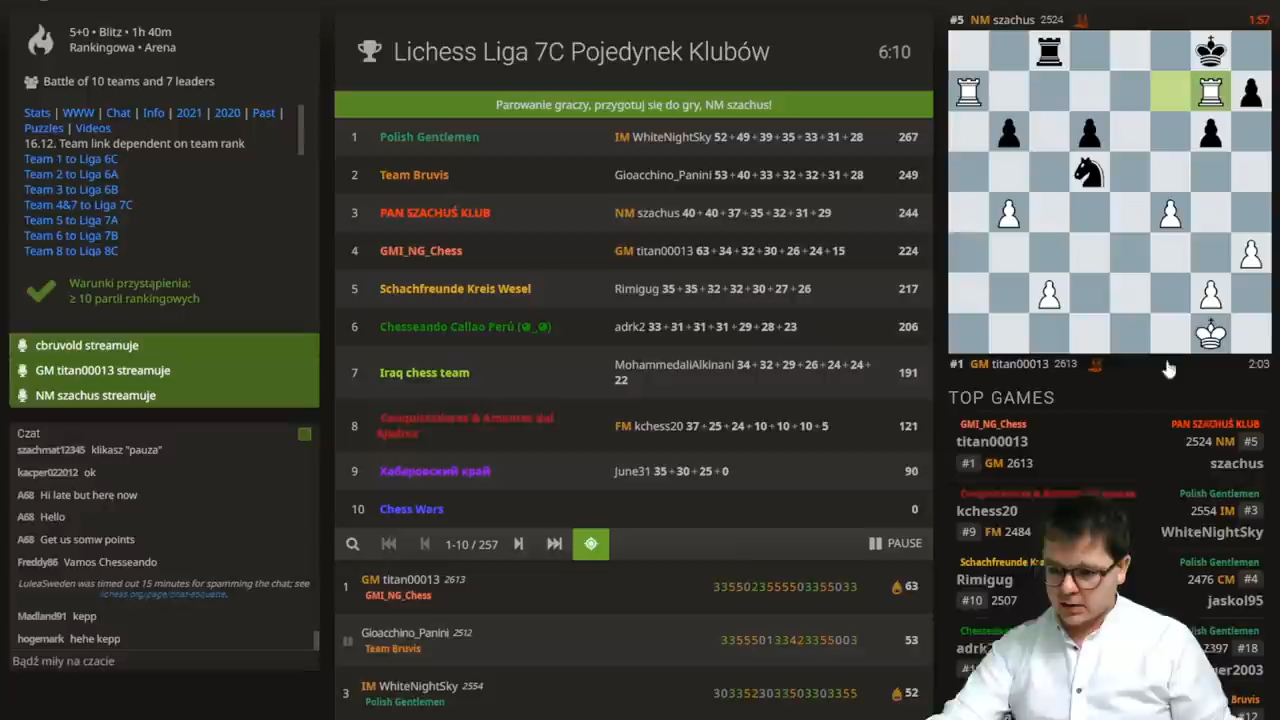 5+0 • Blitz • 1h 40m
Rankingowa • Arena
Battle of 10 teams and 7 leaders
Stats | WWW | Chat | Info | 2021 | 2020 | Past |
Puzzles | Videos
16.12. Team link dependent on team rank
Team 1 to Liga 6C
Team 2 to Liga 6A
Team 3 to Liga 6B
Team 4&7 to Liga 7C
Team 5 to Liga 7A
Team 6 to Liga 7B
Team 8 to Liga 8C
Warunki przystąpienia:
≥ 10 partii rankingowych
cbruvold streamuje
GM titan00013 streamuje
NM szachus streamuje
Czat
szachmat12345 klikasz "pauza"
kacper022012 ok
A68 Hi late but here now
A68 Hello
A68 Get us somw points
Freddy86 Vamos Chesseando
LuleaSweden was timed out 15 minutes for spamming the chat; see
Madland91 kepp
hogemark hehe kepp
Bądź miły na czacie
Lichess Liga 7C Pojedynek Klubów 6:10
Parowanie graczy, przygotuj się do gry, NM szachus!
1 Polish Gentlemen IM WhiteNightSky 52+49+39+35+33+31+28 267
2 Team Bruvis Gioacchino_Panini 53+40+33+32+32+31+28 249
3 PAN SZACHUŚ KLUB NM szachus 40+40+37+35+32+31+29 244
4 GMI_NG_Chess GM titan00013 63+34+32+30+26+24+15 224
5 Schachfreunde Kreis Wesel Rimigug 35+35+32+32+30+27+26 217
6 Chesseando Callao Perú adrk2 33+31+31+31+29+28+23 206
7 Iraq chess team MohammedaliAlkinani 34+32+29+26+24+24+
22 191
8 FM kchess20 37+25+24+10+10+10+5 121
9 Хабаровский край June31 35+30+25+0 90
10 Chess Wars 0
1-10 / 257 PAUSE
1 GM titan00013 2613 3355023555503355033 63
GMI_NG_Chess
Gioacchino_Panini 2512 53
Team Bruvis
3 IM WhiteNightSky 2554 52
Polish Gentlemen
#5 NM szachus 2524 1:57
#1 GM titan00013 2613 2:03
TOP GAMES
GMI_NG_Chess PAN SZACHUŚ KLUB
titan00013 2524 NM #5
#1 GM 2613 szachus
Polish Gentlemen
kchess20 2554 IM #3
#9 FM 2484 WhiteNightSky
Schachfreunde Polish Gentlemen
Rimigug 2476 CM #4
#10 2507 jaskol95
2397 #18
Bruvis
#12